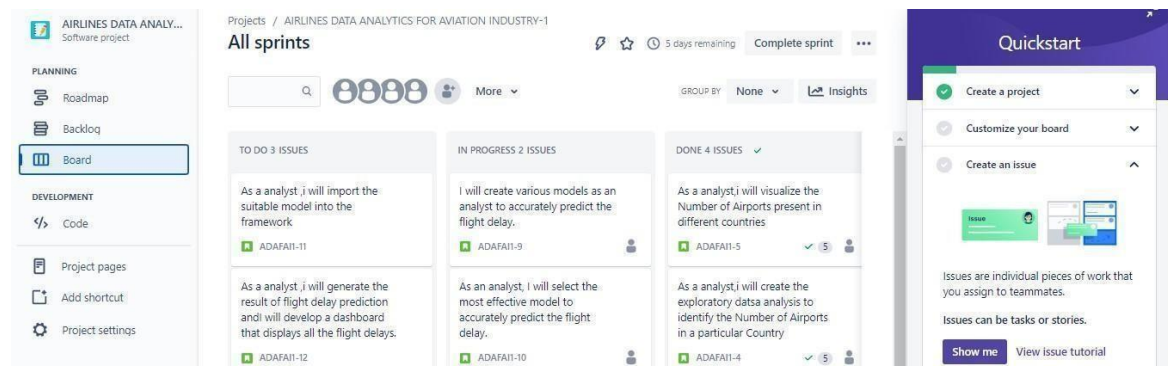 AIRLINES DATA ANALY...
Software project
PLANNING
Roadmap
Backlog
Board
DEVELOPMENT
Code
Project pages
Add shortcut
Project settings
Projects / AIRLINES DATA ANALYTICS FOR AVIATION INDUSTRY-1
All sprints
5 days remaining
Complete sprint
More
GROUP BY None
Insights
TO DO 3 ISSUES
As a analyst ,i will import the
suitable model into the
framework
ADAFAI1-11
As a analyst ,i will generate the
result of flight delay prediction
andI will develop a dashboard
that displays all the flight delays.
ADAFAI1-12
IN PROGRESS 2 ISSUES
I will create various models as an
analyst to accurately predict the
flight delay.
ADAFAI1-9
As an analyst, I will select the
most effective model to
accurately predict the flight
delay.
ADAFAI1-10
DONE 4 ISSUES
As a analyst,i will visualize the
Number of Airports present in
different countries
ADAFAI1-5
5
As a analyst,i will create the
exploratory datsa analysis to
identify the Number of Airports
in a particular Country
ADAFAI1-4
5
Quickstart
Create a project
Customize your board
Create an issue
Issue
Issues are individual pieces of work that
you assign to teammates.
Issues can be tasks or stories.
Show me View issue tutorial